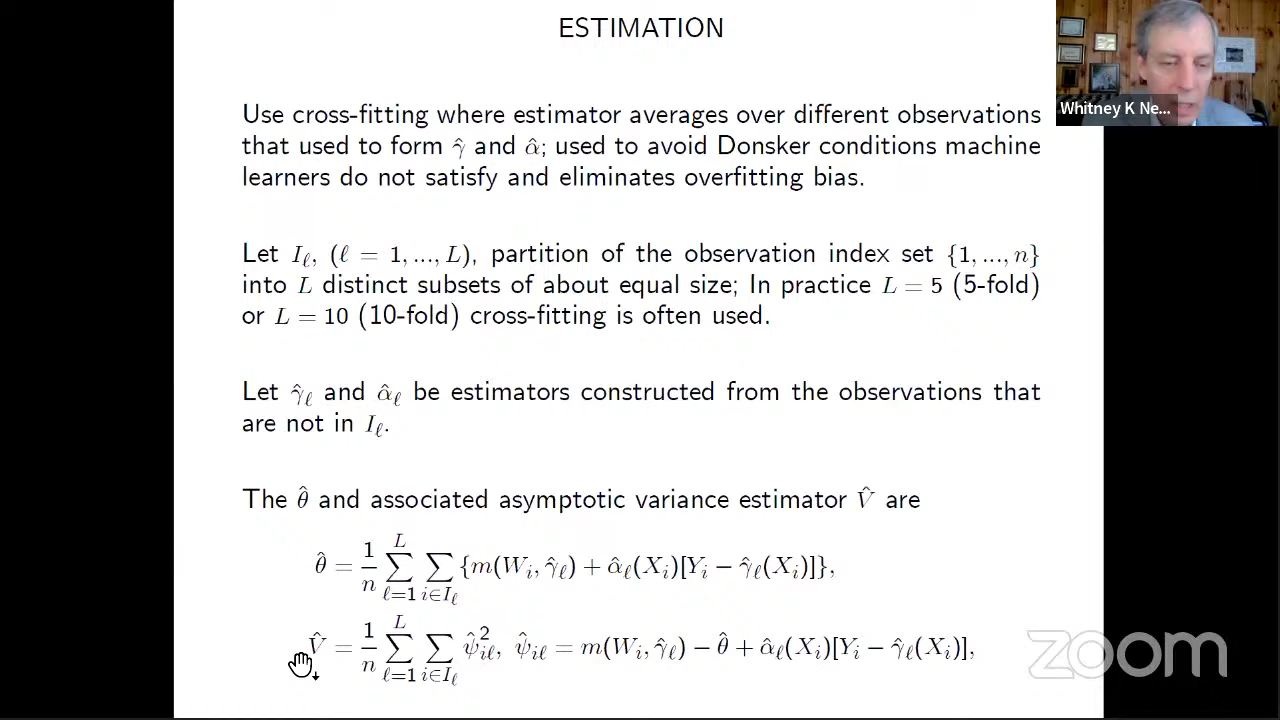 ESTIMATION
Whitney K Ne...
Use cross-fitting where estimator averages over different observations
that used to form γ̂ and α̂; used to avoid Donsker conditions machine
learners do not satisfy and eliminates overfitting bias.
Let I_ℓ, (ℓ = 1, ..., L), partition of the observation index set {1, ..., n}
into L distinct subsets of about equal size; In practice L = 5 (5-fold)
or L = 10 (10-fold) cross-fitting is often used.
Let γ̂_ℓ and α̂_ℓ be estimators constructed from the observations that
are not in I_ℓ.
The θ̂ and associated asymptotic variance estimator V̂ are
θ̂ = 1/n ∑_{ℓ=1}^{L} ∑_{i∈I_ℓ} {m(W_i, γ̂_ℓ) + α̂_ℓ(X_i)[Y_i − γ̂_ℓ(X_i)]},
V̂ = 1/n ∑_{ℓ=1}^{L} ∑_{i∈I_ℓ} ψ̂²_{iℓ}, ψ̂_{iℓ} = m(W_i, γ̂_ℓ) − θ̂ + α̂_ℓ(X_i)[Y_i − γ̂_ℓ(X_i)],
zoom